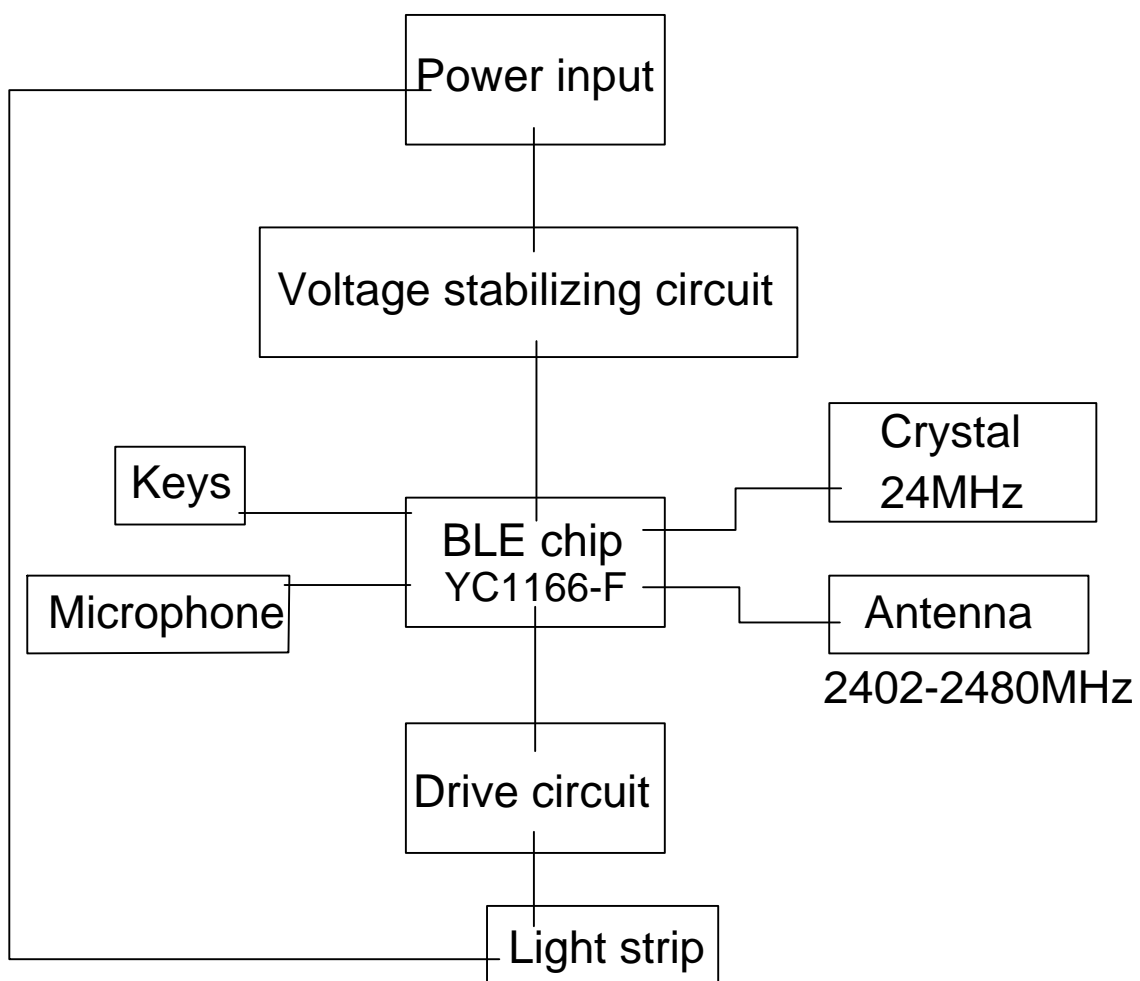 Power input
Voltage stabilizing circuit
Crystal
24MHz
Keys
BLE chip
YC1166-F
Microphone
Antenna
2402-2480MHz
Drive circuit
Light strip